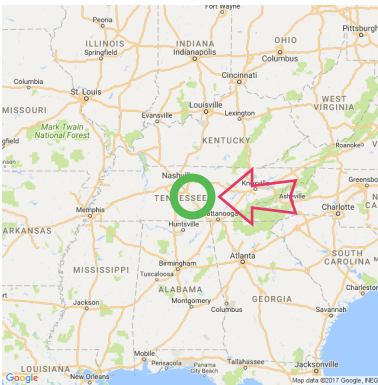 Fort Wayne
Peoria
Pittsburgh
ILLINOIS
INDIANA
OHIO
Springfield
Indianapolis
Columbus
Columbia
Cincinnati
St. Louis
MISSOURI
Louisville
WEST
VIRGINIA
Evansville
Lexington
Mark Twain
National Forest
KENTUCKY
Roanoke
gfield
Nashville
Knoxville
Greensbo
TENNESSEE
Asheville
Memphis
Charlotte
Chattanooga
Huntsville
ARKANSAS
SOUTH
CAROLINA
Atlanta
Birmingham
MISSISSIPPI
Tuscaloosa
Charleston
ALABAMA
GEORGIA
Jackson
Montgomery
Columbus
Savannah
Mobile
Pensacola
Panama
City Beach
Tallahassee
Jacksonville
LOUISIANA
New Orleans
Google
Map data ©2017 Google, INEG